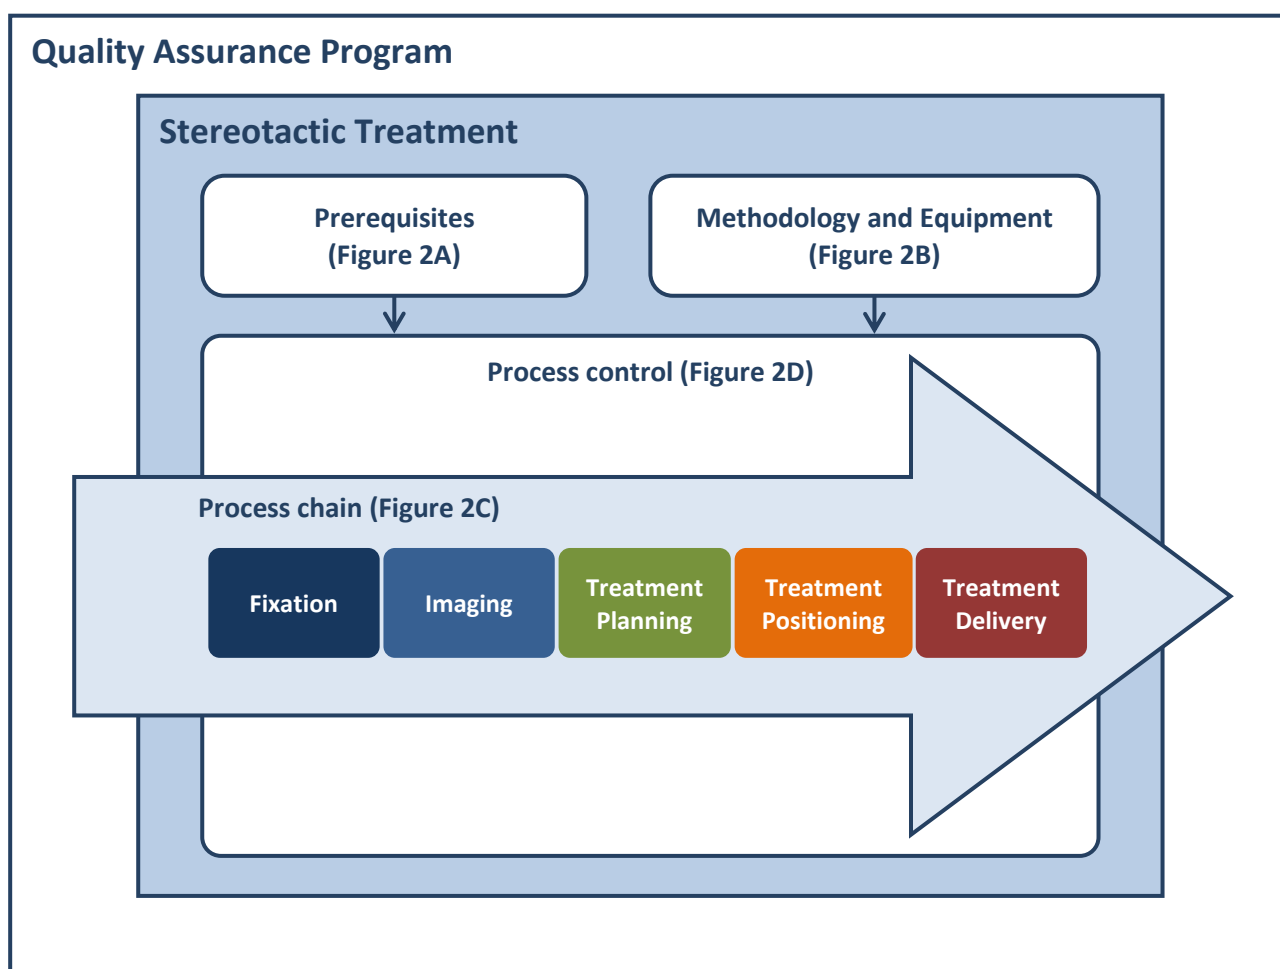 Quality Assurance Program
Stereotactic Treatment
Prerequisites
(Figure 2A)
Methodology and Equipment
(Figure 2B)
Process control (Figure 2D)
Process chain (Figure 2C)
Fixation
Imaging
Treatment
Planning
Treatment
Positioning
Treatment
Delivery